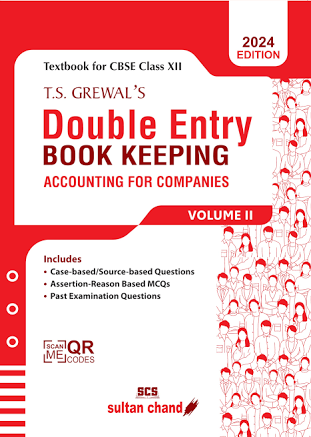 2024
EDITION
Textbook for CBSE Class XII
T.S. GREWAL'S
Double Entry
BOOK KEEPING
ACCOUNTING FOR COMPANIES
VOLUME II
Includes
• Case-based/Source-based Questions
• Assertion-Reason Based MCQs
• Past Examination Questions
SCAN
ME
QR
CODES
SCS
sultan chand